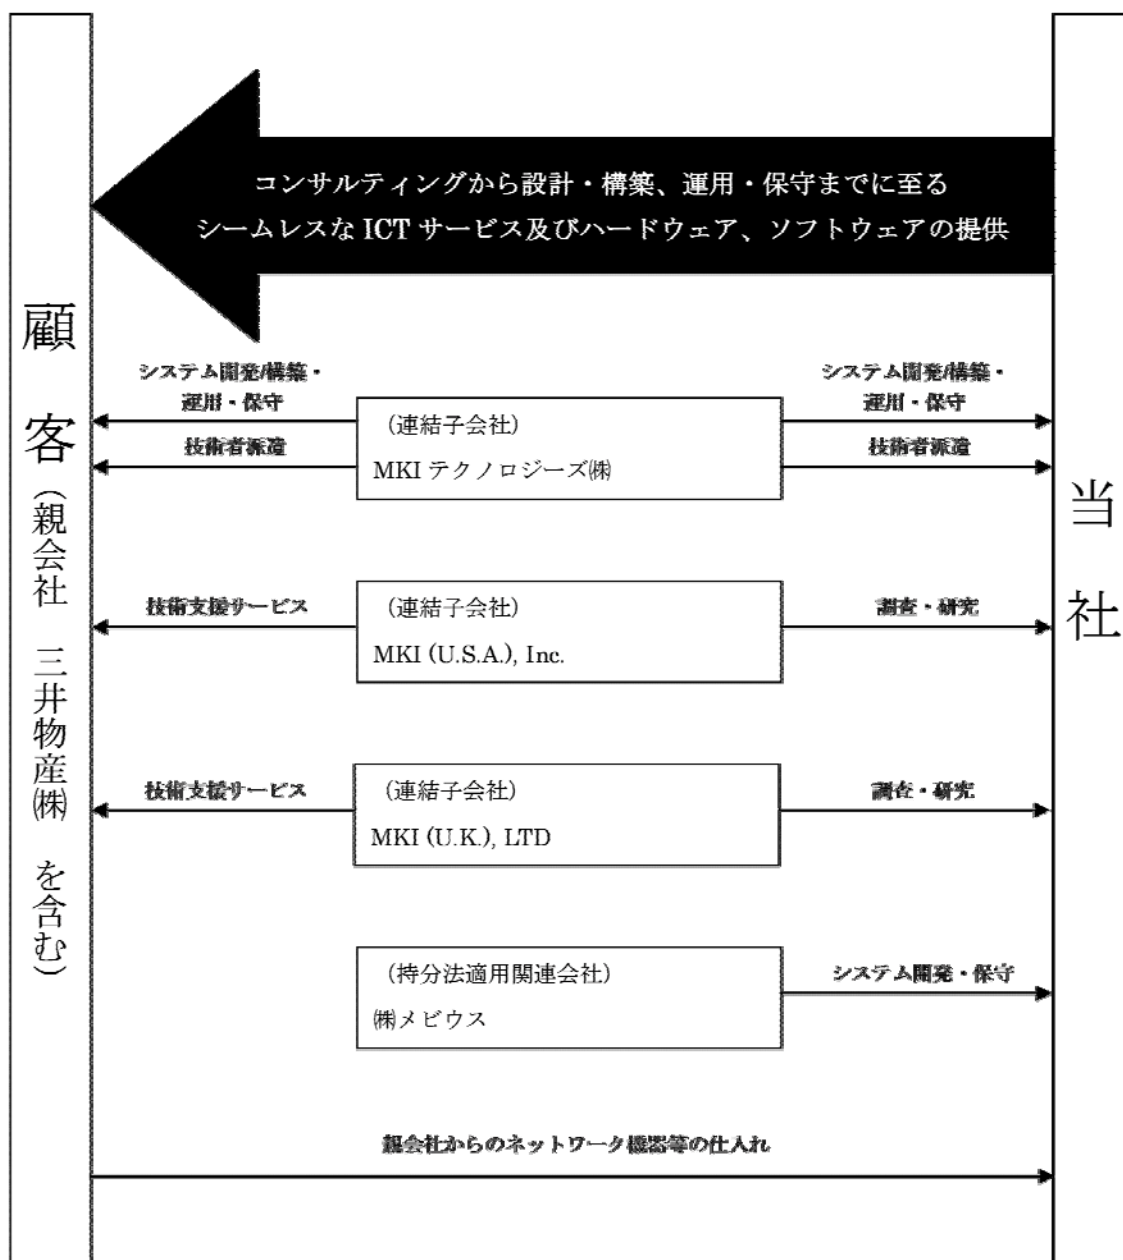 コンサルティングから設計・構築、運用・保守までに至る
シームレスな ICT サービス及びハードウェア、ソフトウェアの提供
顧客（親会社 三井物産㈱ を含む）
当社
システム開発/構築・
運用・保守
技術者派遣
（連結子会社）
MKI テクノロジーズ㈱
システム開発/構築・
運用・保守
技術者派遣
技術支援サービス
（連結子会社）
MKI (U.S.A.), Inc.
調査・研究
技術支援サービス
（連結子会社）
MKI (U.K.), LTD
調査・研究
（持分法適用関連会社）
㈱メビウス
システム開発・保守
親会社からのネットワーク機器等の仕入れ